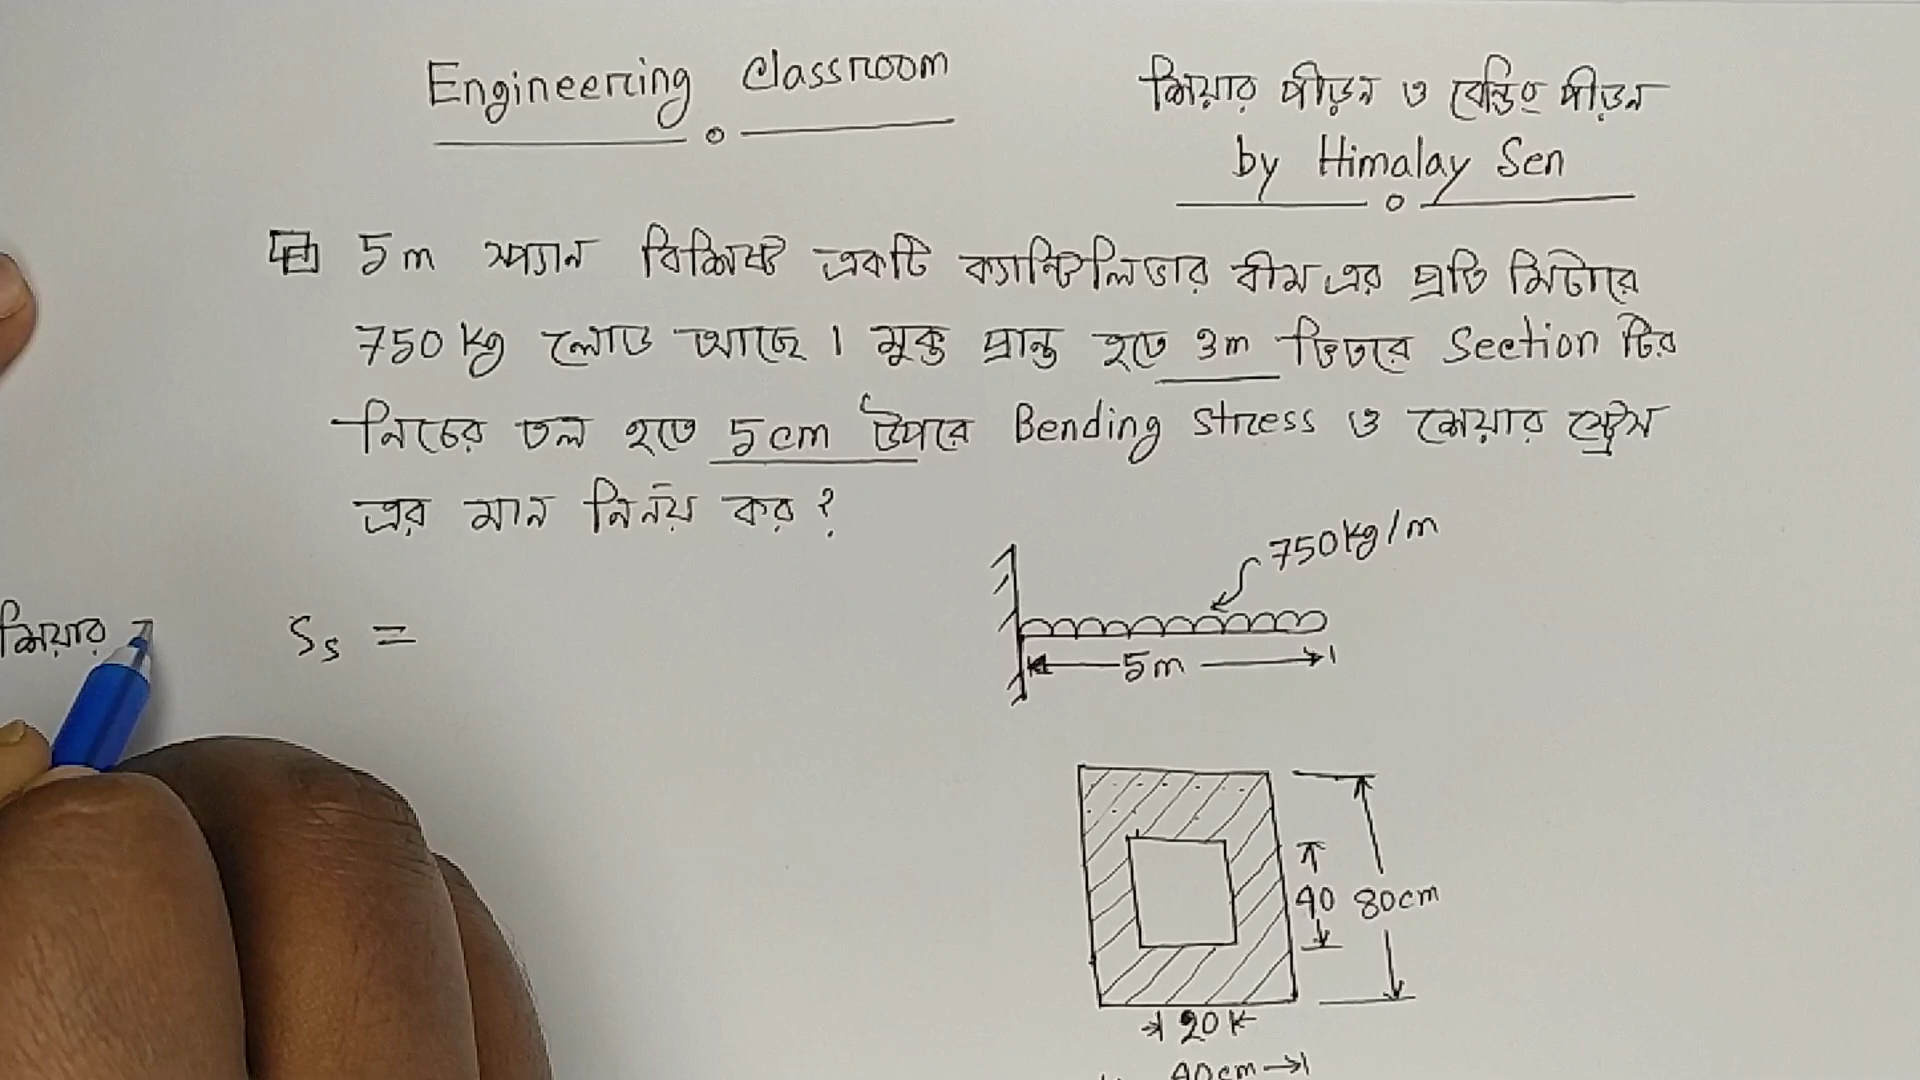 Engineering Classroom
শিয়ার পীড়ন ও বেন্ডিং পীড়ন
by Himalay Sen
5m স্প্যান বিশিষ্ট একটি ক্যান্টিলিভার বীম এর প্রতি মিটারে
750 kg লোড আছে। মুক্ত প্রান্ত হতে 3m ভিতরে Section টির
নিচের তল হতে 5cm উপরে Bending Stress ও শেয়ার স্ট্রেস
এর মান নির্নয় কর?
750kg/m
শিয়ার
Ss =
5m
40
80cm
20
40cm